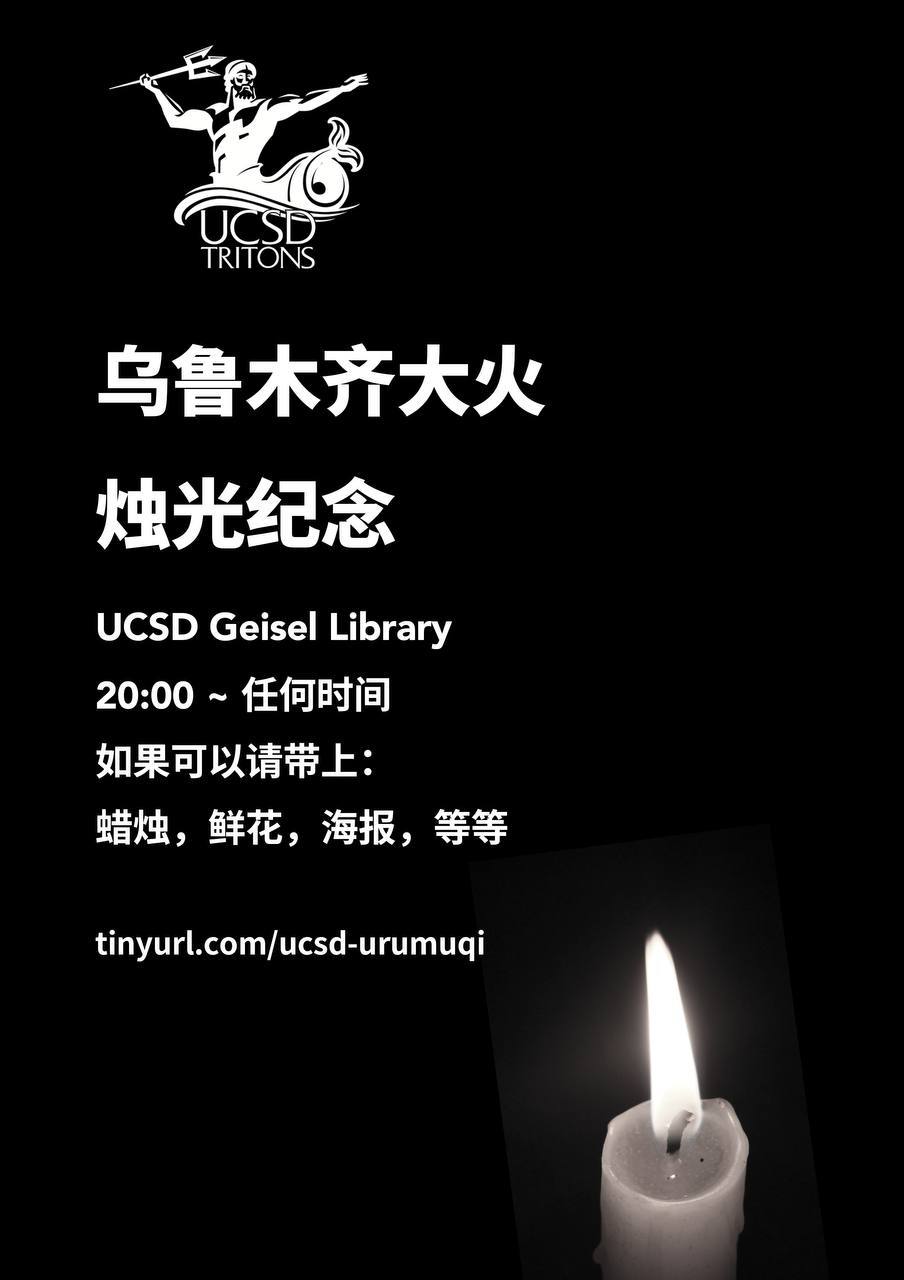 UCSD
TRITONS
乌鲁木齐大火
烛光纪念
UCSD Geisel Library
20:00 ~ 任何时间
如果可以请带上：
蜡烛，鲜花，海报，等等
tinyurl.com/ucsd-urumuqi